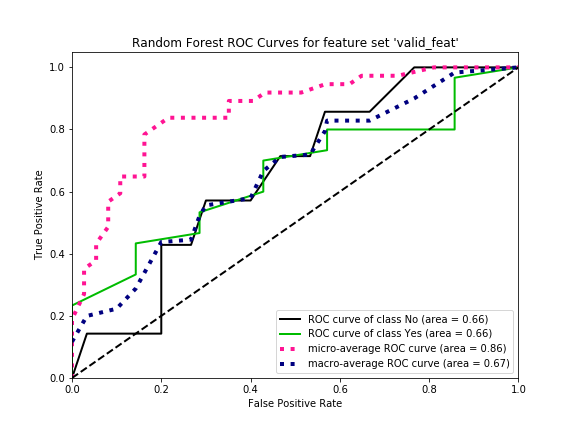 Random Forest ROC Curves for feature set 'valid_feat'
1.0
0.8
0.6
0.4
0.2
0.0
True Positive Rate
ROC curve of class No (area = 0.66)
ROC curve of class Yes (area = 0.66)
micro-average ROC curve (area = 0.86)
macro-average ROC curve (area = 0.67)
0.0 0.2 0.4 0.6 0.8 1.0
False Positive Rate